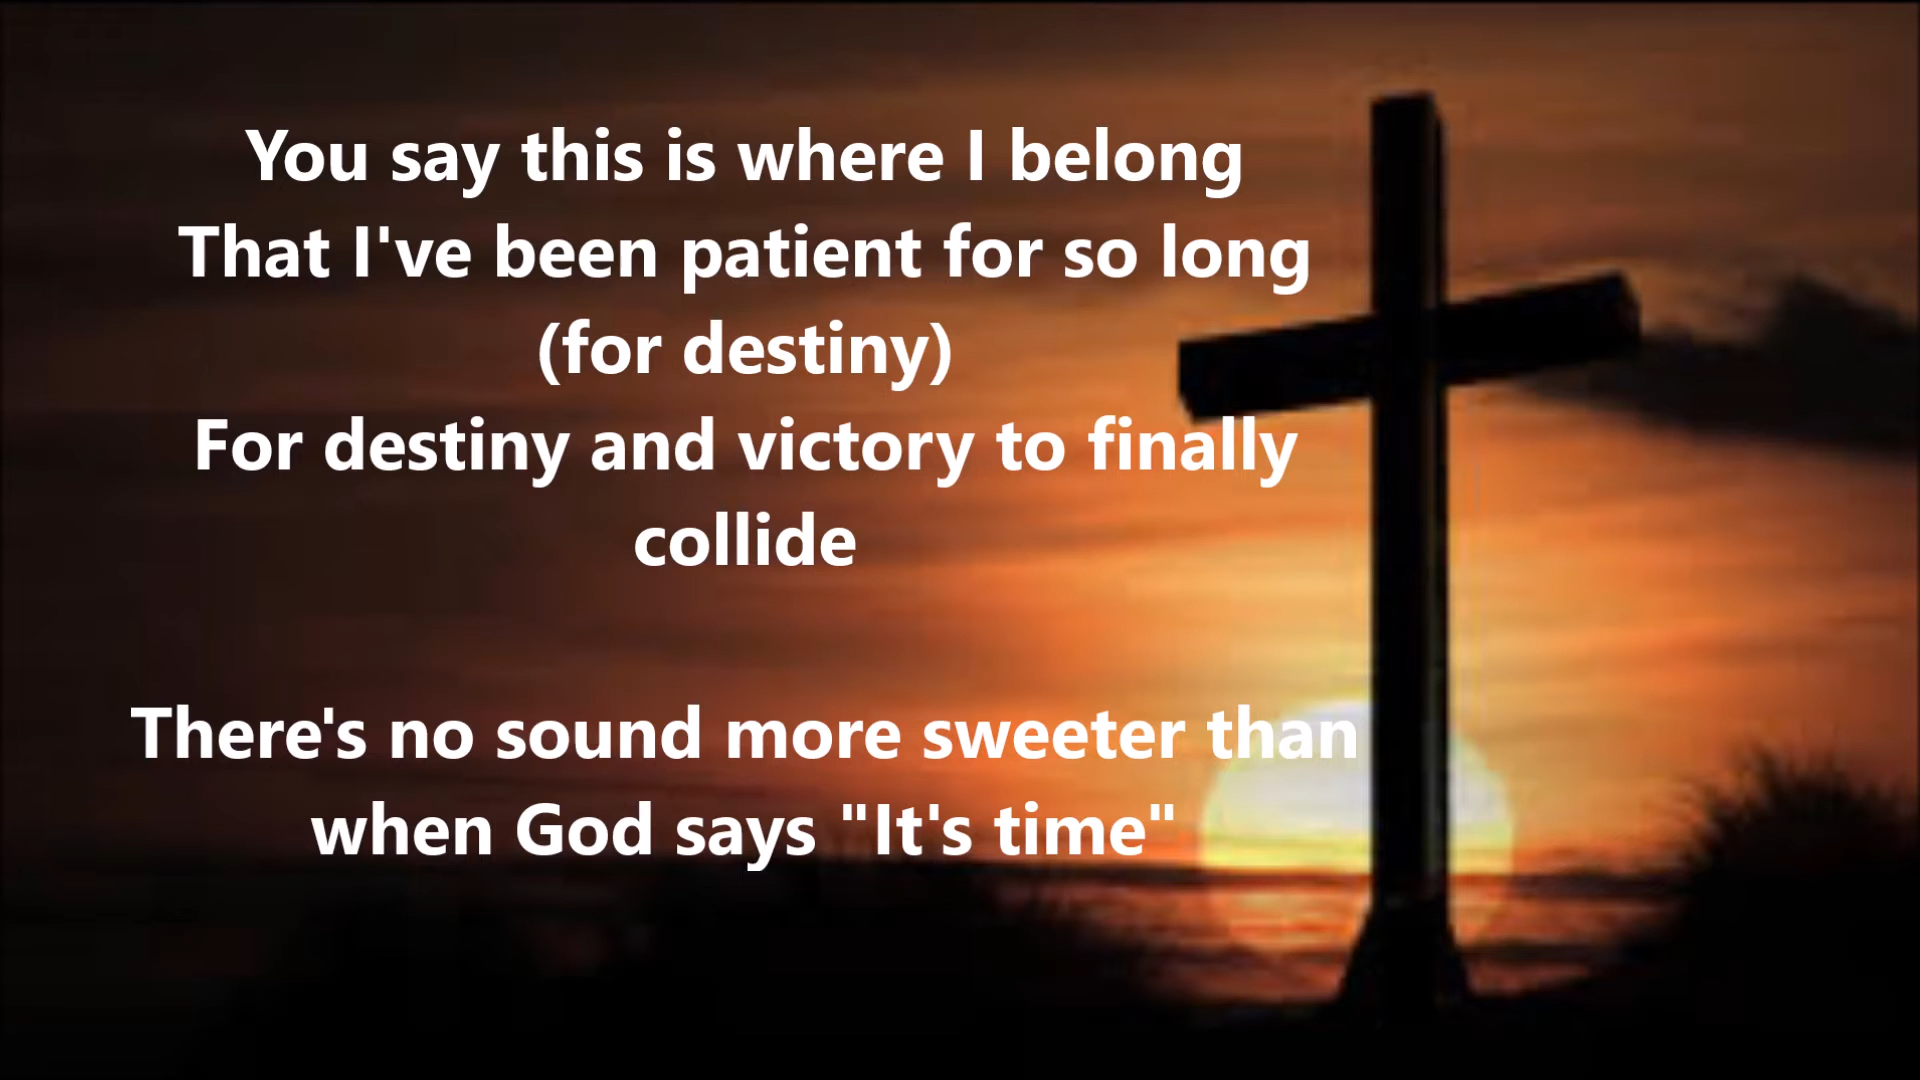 You say this is where I belong
That I've been patient for so long
(for destiny)
For destiny and victory to finally
collide
There's no sound more sweeter than
when God says "It's time"